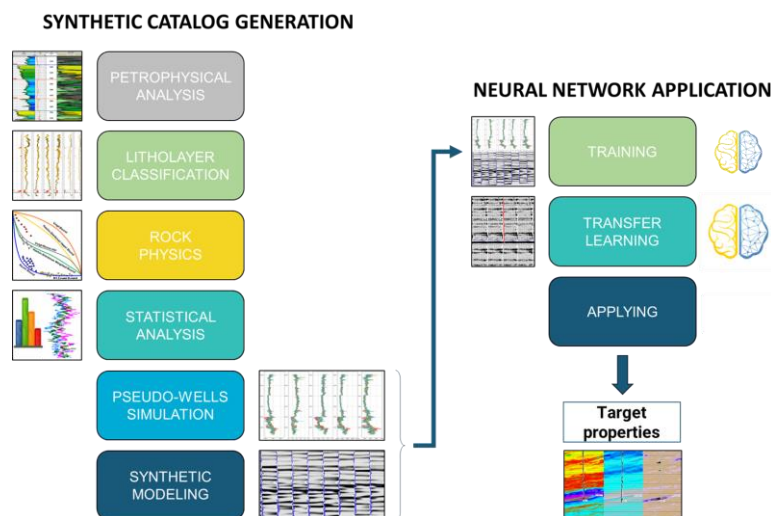 SYNTHETIC CATALOG GENERATION
PETROPHYSICAL
ANALYSIS
LITHOLAYER
CLASSIFICATION
ROCK
PHYSICS
STATISTICAL
ANALYSIS
PSEUDO-WELLS
SIMULATION
SYNTHETIC
MODELING
NEURAL NETWORK APPLICATION
TRAINING
TRANSFER
LEARNING
APPLYING
Target
properties